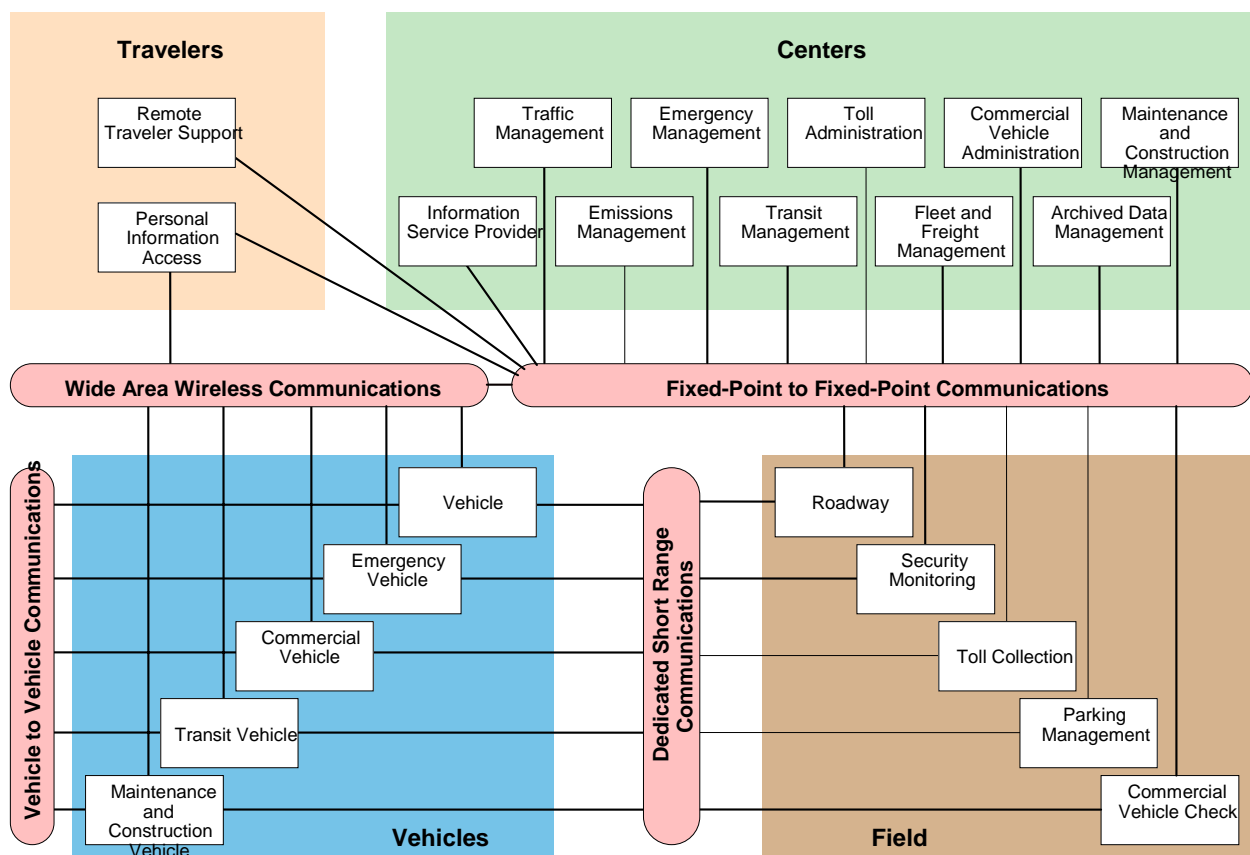 Travelers
Centers
Remote
Traveler Support
Traffic
Management
Emergency
Management
Toll
Administration
Commercial
Vehicle
Administration
Maintenance
and
Construction
Management
Personal
Information
Access
Information
Service Provider
Emissions
Management
Transit
Management
Fleet and
Freight
Management
Archived Data
Management
Wide Area Wireless Communications
Fixed-Point to Fixed-Point Communications
Vehicle to Vehicle Communications
Vehicle
Emergency
Vehicle
Commercial
Vehicle
Transit Vehicle
Maintenance
and
Construction
Vehicle
Vehicles
Dedicated Short Range
Communications
Roadway
Security
Monitoring
Toll Collection
Parking
Management
Commercial
Vehicle Check
Field